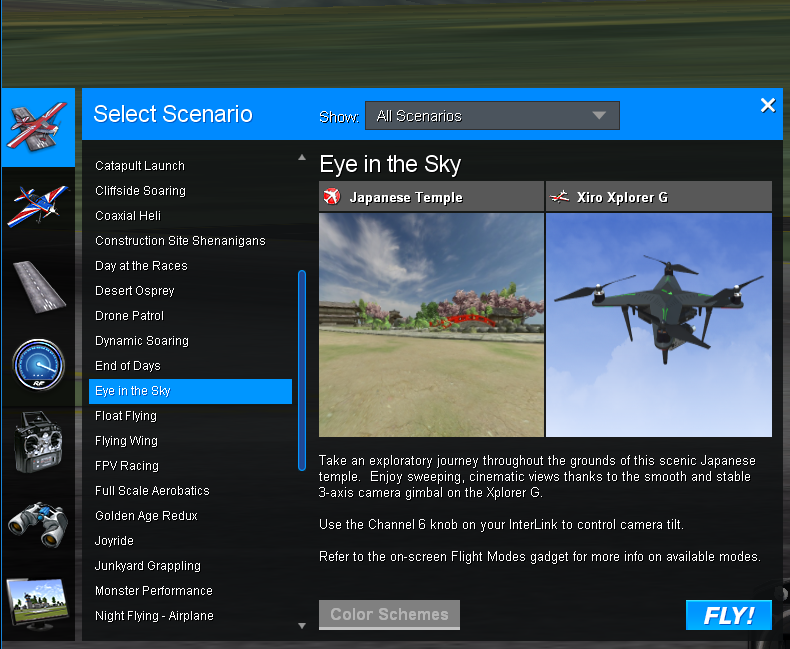 Select Scenario
Show:
All Scenarios
Catapult Launch
Cliffside Soaring
Coaxial Heli
Construction Site Shenanigans
Day at the Races
Desert Osprey
Drone Patrol
Dynamic Soaring
End of Days
Eye in the Sky
Float Flying
Flying Wing
FPV Racing
Full Scale Aerobatics
Golden Age Redux
Joyride
Junkyard Grappling
Monster Performance
Night Flying - Airplane
Eye in the Sky
Japanese Temple
Xiro Xplorer G
Take an exploratory journey throughout the grounds of this scenic Japanese
temple.  Enjoy sweeping, cinematic views thanks to the smooth and stable
3-axis camera gimbal on the Xplorer G.
Use the Channel 6 knob on your InterLink to control camera tilt.
Refer to the on-screen Flight Modes gadget for more info on available modes.
Color Schemes
FLY!
RF